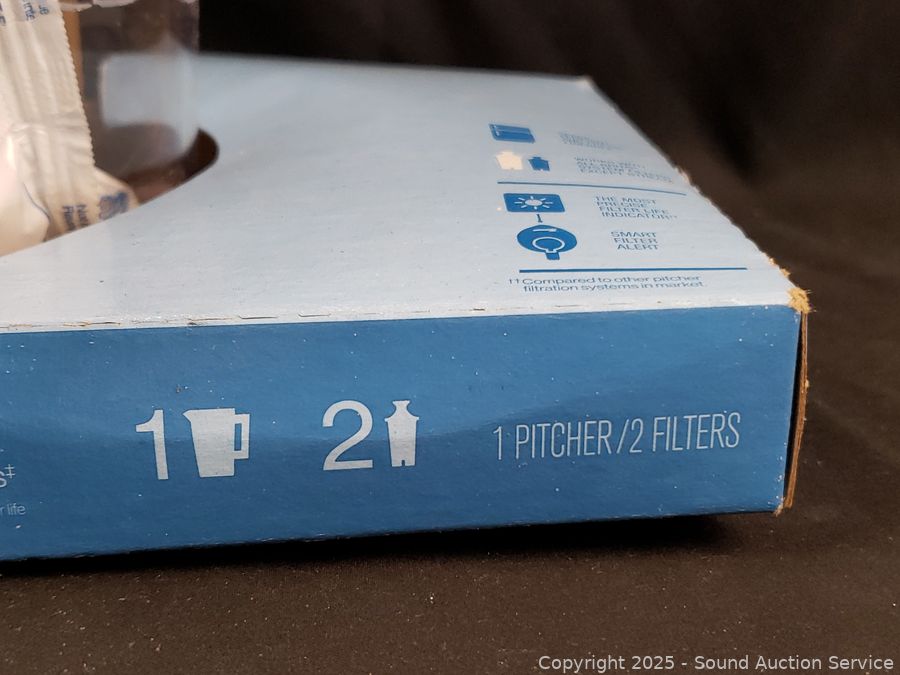 THE MOST
PRECISE
FILTER LIFE
INDICATOR††
SMART
FILTER
ALERT
††Compared to other pitcher
filtration systems in market.
1 2 1 PITCHER/2 FILTERS
s‡
r life
Copyright © 2025 - Sound Auction Service